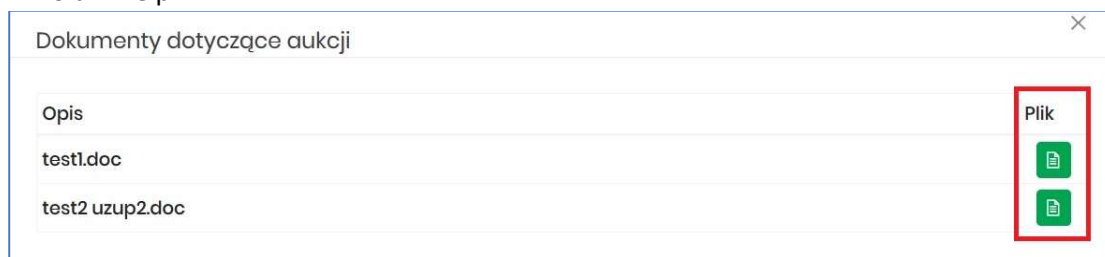 Dokumenty dotyczące aukcji
Opis Plik
test1.doc
test2 uzup2.doc